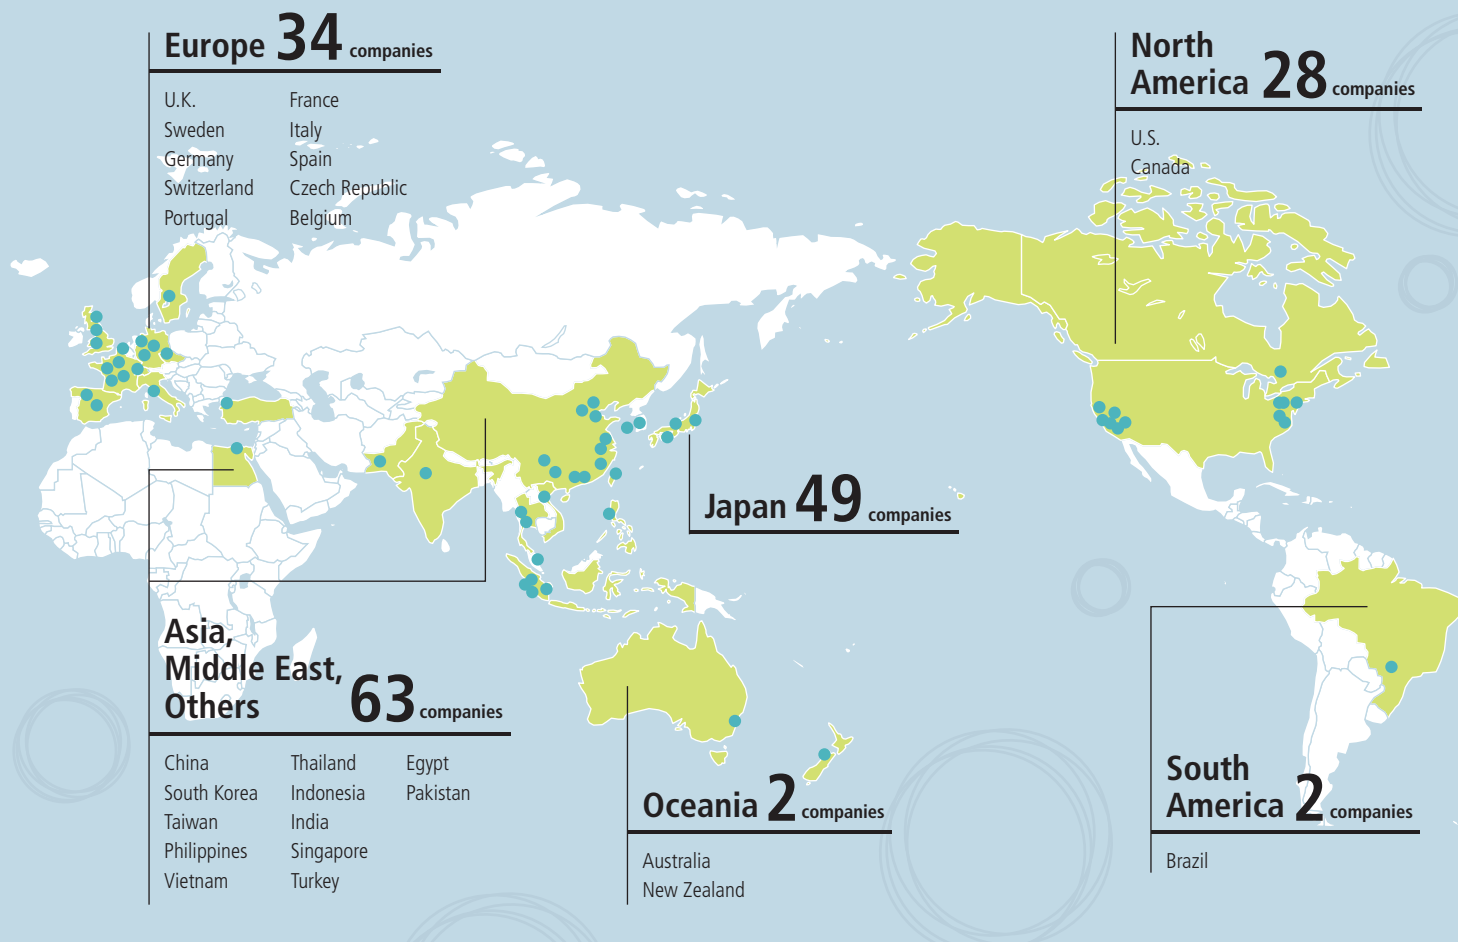 Europe 34 companies
U.K.
Sweden
Germany
Switzerland
Portugal
France
Italy
Spain
Czech Republic
Belgium
North
America 28 companies
U.S.
Canada
Japan 49 companies
Asia,
Middle East,
Others 63 companies
China
South Korea
Taiwan
Philippines
Vietnam
Thailand
Indonesia
India
Singapore
Turkey
Egypt
Pakistan
Oceania 2 companies
Australia
New Zealand
South
America 2 companies
Brazil